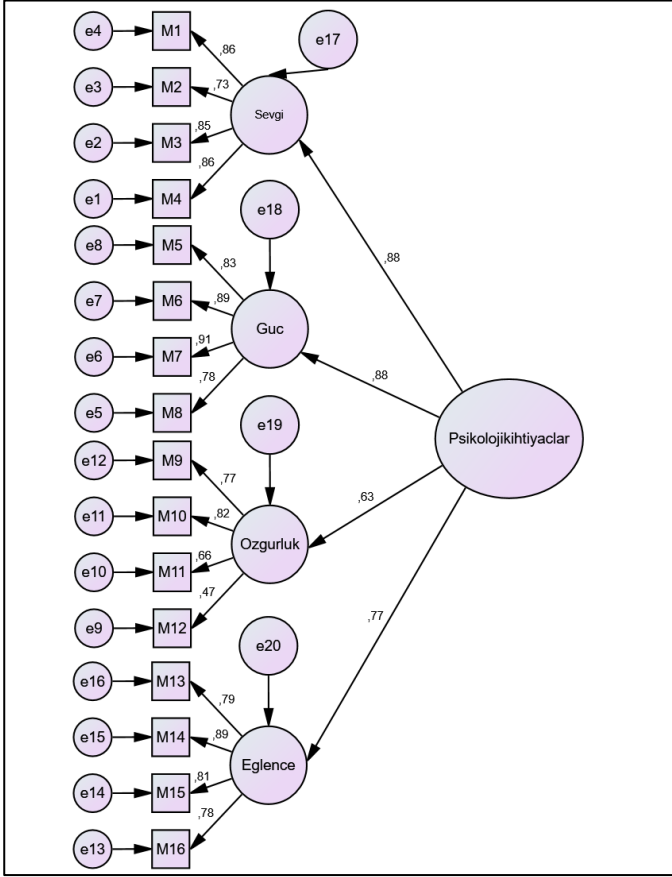 e4 M1 ,86 e17
e3 M2 ,73 Sevgi
e2 M3 ,85
e1 M4 ,86
e18
e8 M5 ,83 ,88
e7 M6 ,89 Guc
e6 M7 ,91 ,88
e5 M8 ,78
e19 Psikolojikihtiyaclar
e12 M9 ,77
e11 M10 ,82 Ozgurluk ,63
e10 M11 ,66
e9 M12 ,47
e20 ,77
e16 M13 ,79
e15 M14 ,89 Eglence
e14 M15 ,81
e13 M16 ,78